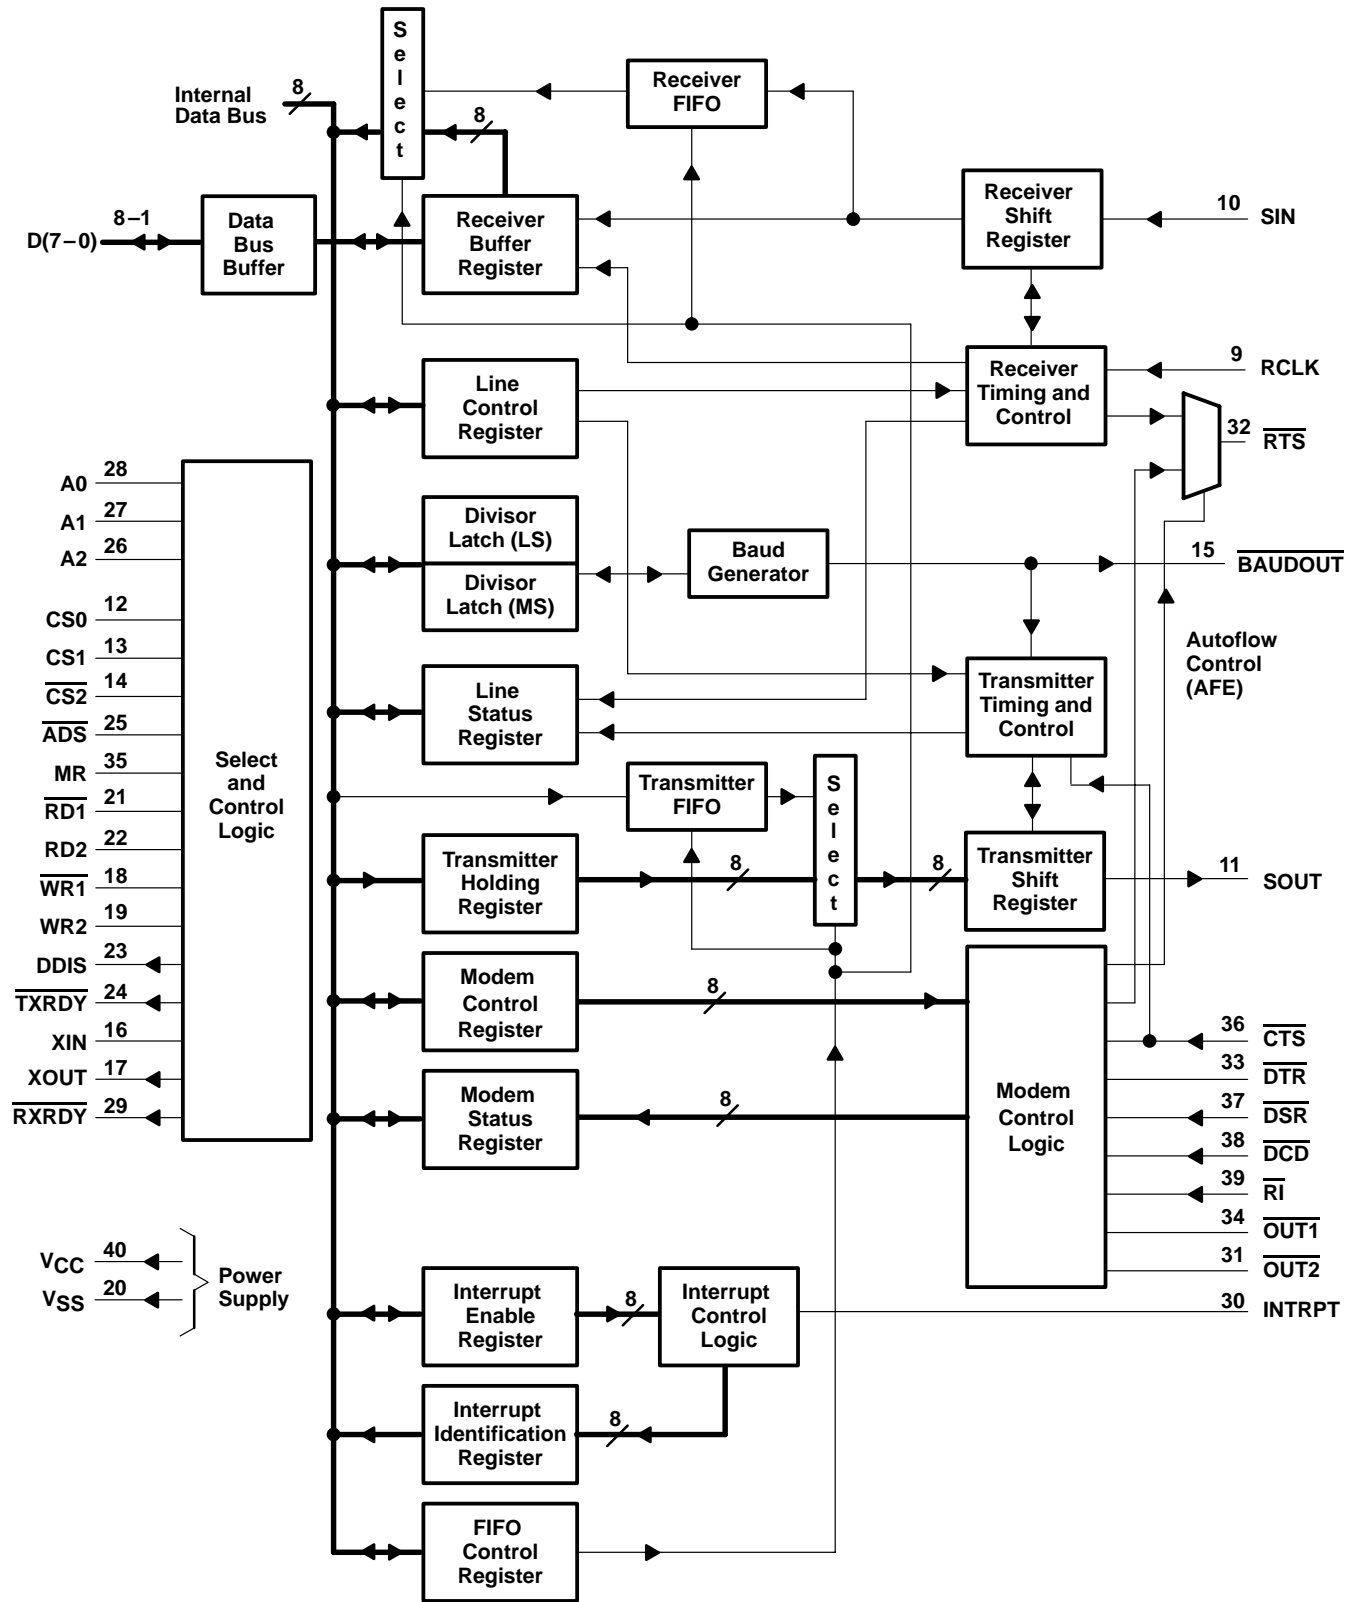 S
e
l
e
c
t
Internal
Data Bus
8
8
Receiver
FIFO
D(7–0)
8–1
Data
Bus
Buffer
Receiver
Buffer
Register
Receiver
Shift
Register
10
SIN
Line
Control
Register
Receiver
Timing and
Control
9
RCLK
32
RTS
A0
28
A1
27
A2
26
CS0
12
CS1
13
CS2
14
ADS
25
MR
35
RD1
21
RD2
22
WR1
18
WR2
19
DDIS
23
TXRDY
24
XIN
16
XOUT
17
RXRDY
29
Select
and
Control
Logic
Divisor
Latch (LS)
Divisor
Latch (MS)
Baud
Generator
15
BAUDOUT
Autoflow
Control
(AFE)
Line
Status
Register
Transmitter
Timing and
Control
Transmitter
FIFO
S
e
l
e
c
t
Transmitter
Holding
Register
8
8
Transmitter
Shift
Register
11
SOUT
Modem
Control
Register
8
Modem
Status
Register
8
Modem
Control
Logic
36
CTS
33
DTR
37
DSR
38
DCD
39
RI
34
OUT1
31
OUT2
VCC
40
VSS
20
Power
Supply
Interrupt
Enable
Register
8
Interrupt
Control
Logic
30
INTRPT
Interrupt
Identification
Register
8
FIFO
Control
Register